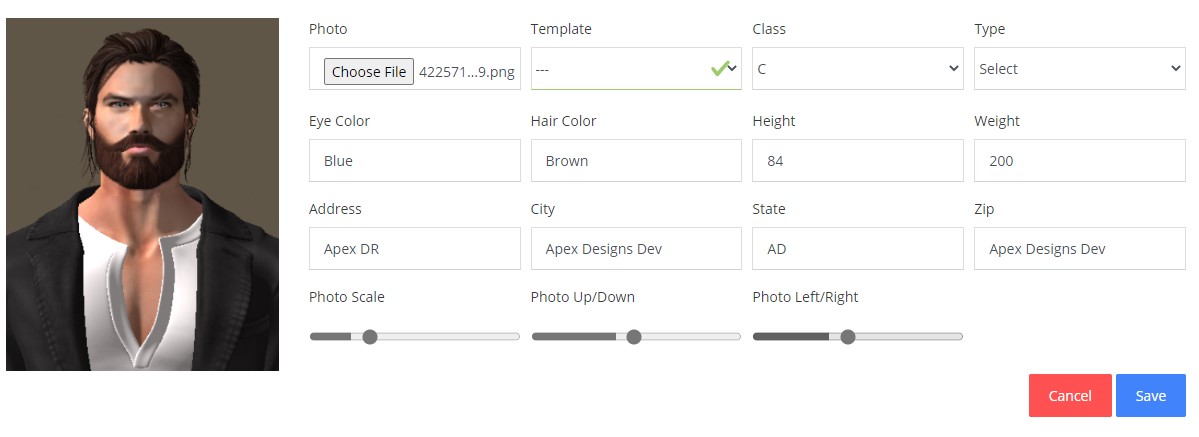 Photo Template Class Type
Choose File 422571...9.png --- C Select
Eye Color Hair Color Height Weight
Blue Brown 84 200
Address City State Zip
Apex DR Apex Designs Dev AD Apex Designs Dev
Photo Scale Photo Up/Down Photo Left/Right
Cancel Save